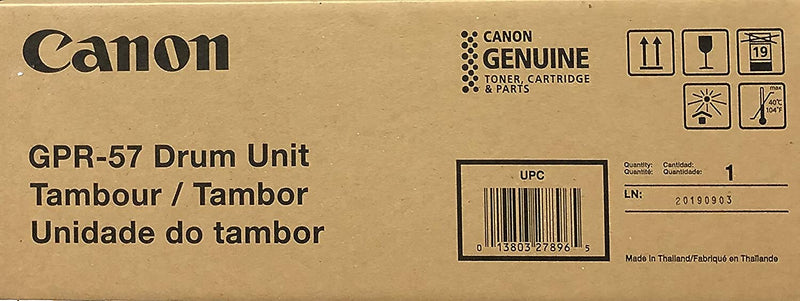 Canon
CANON
GENUINE
TONER, CARTRIDGE
& PARTS
19
max
40°C
104°F
GPR-57 Drum Unit
Tambour / Tambor
Unidade do tambor
UPC
0 13803 27896 5
Quantity: Cantidad:
Quantité: Quantidade: 1
LN: 20190903
Made in Thailand/Fabriqué en Thaïlande